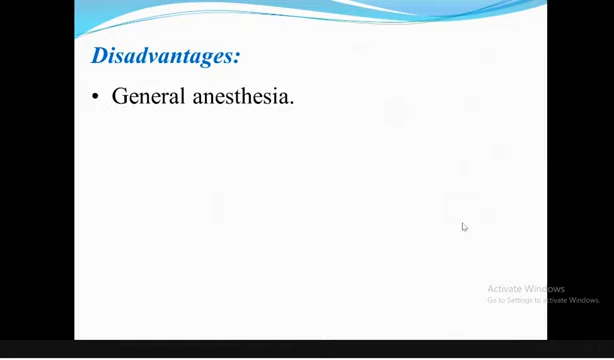 Disadvantages:
• General anesthesia.
Activate Windows
Go to Settings to activate Windows.